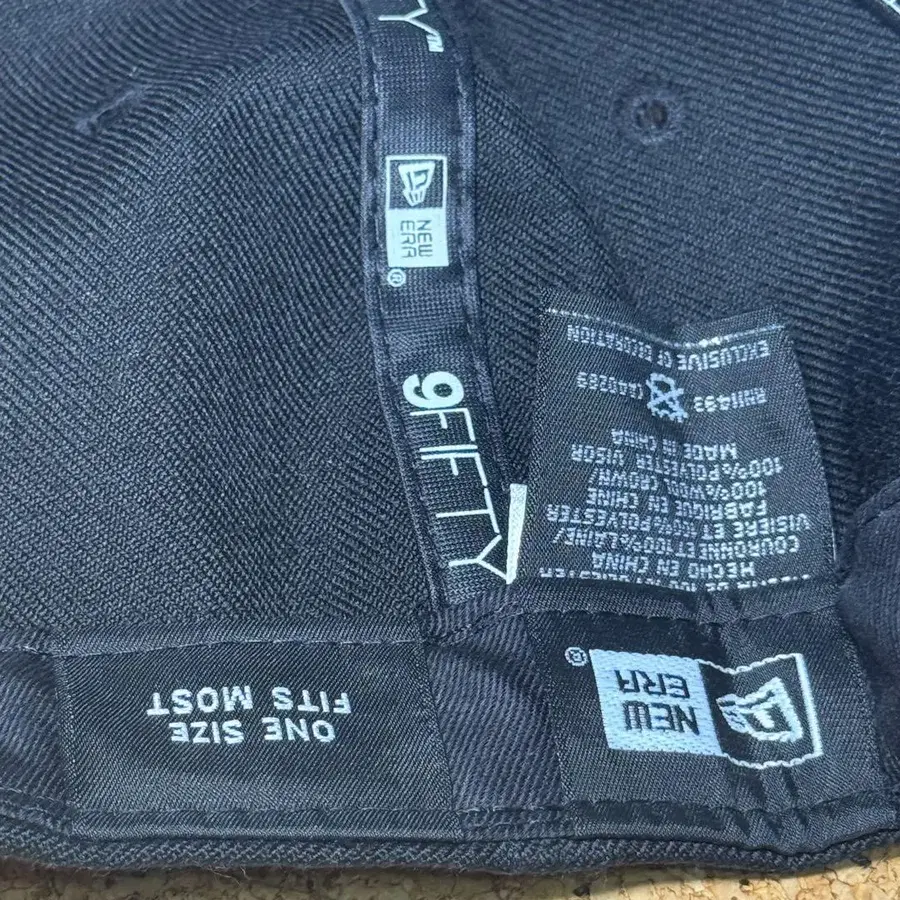 TY™
NEW
ERA
®
9FIFTY
ONE SIZE
FITS MOST
NEW
ERA
®
HECHO EN CHINA
COURONNE ET 100% LAINE/
VISIERE ET 100% POLYESTER
FABRIQUE EN CHINE
100% WOOL CROWN/
100% POLYESTER VISOR
MADE IN CHINA
RN11493
EXCLUSIVE OF DECORATION